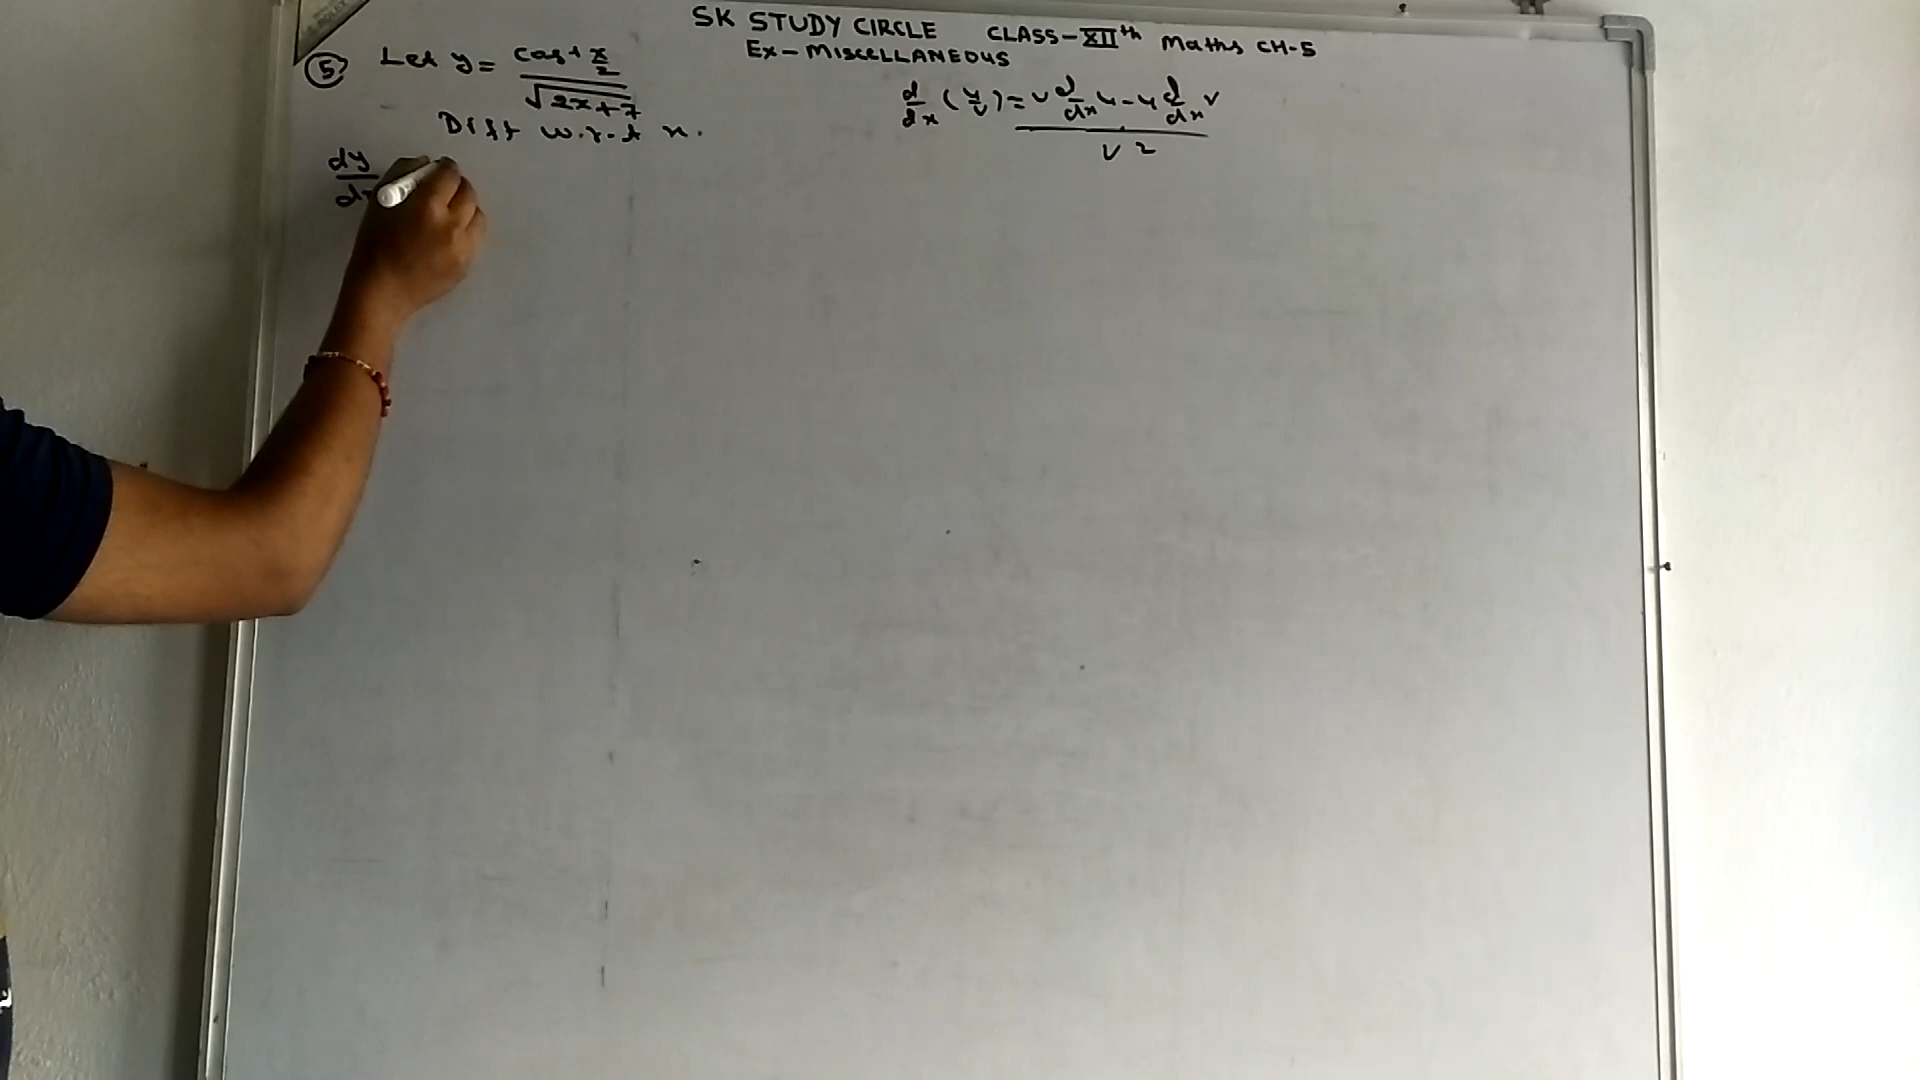 SK STUDY CIRCLE CLASS-XIIth Maths CH-5
Ex-MISCELLANEOUS
(5) Let y = cos⁻¹ x/2 / √2x+7
Diff w.r.t x.
d/dx (u/v) = v d/dx u - u d/dx v / v²
dy/dx